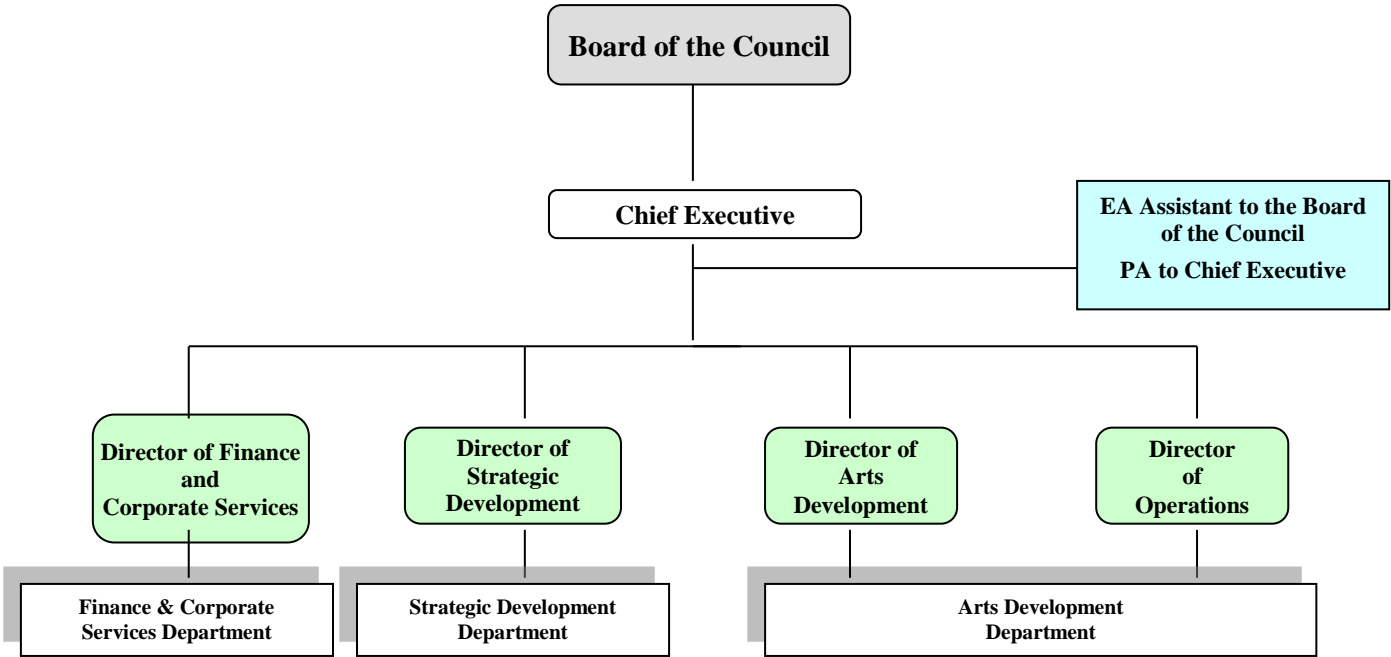 Board of the Council
Chief Executive
EA Assistant to the Board
of the Council
PA to Chief Executive
Director of Finance
and
Corporate Services
Director of
Strategic
Development
Director of
Arts
Development
Director
of
Operations
Finance & Corporate
Services Department
Strategic Development
Department
Arts Development
Department